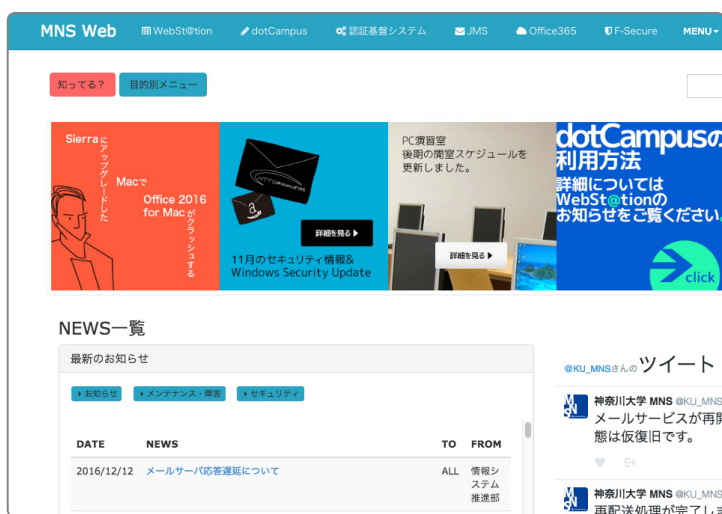 MNS Web WebSt@tion dotCampus 認証基盤システム JMS Office365 F-Secure MENU
知ってる? 目的別メニュー
Sierraに
アップグレードした
Macで
Office 2016
for Macが
クラッシュする
NTT Communications
詳細を見る
11月のセキュリティ情報&
Windows Security Update
PC演習室
後期の開室スケジュールを
更新しました。
詳細を見る
dotCampusの
利用方法
詳細については
WebSt@tionの
お知らせをご覧ください。
click
NEWS一覧
最新のお知らせ
お知らせ メンテナンス・障害 セキュリティ
DATE NEWS TO FROM
2016/12/12 メールサーバ応答遅延について ALL 情報シ
ステム
推進部
@KU_MNSさんのツイート
神奈川大学 MNS @KU_MNS
メールサービスが再開
態は仮復旧です。
神奈川大学 MNS @KU_MNS
再配送処理が完了しま